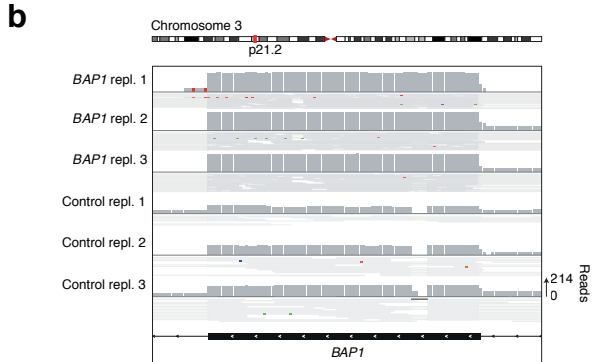 b
Chromosome 3
p21.2
BAP1 repl. 1
BAP1 repl. 2
BAP1 repl. 3
Control repl. 1
Control repl. 2
Control repl. 3
214
0
Reads
BAP1